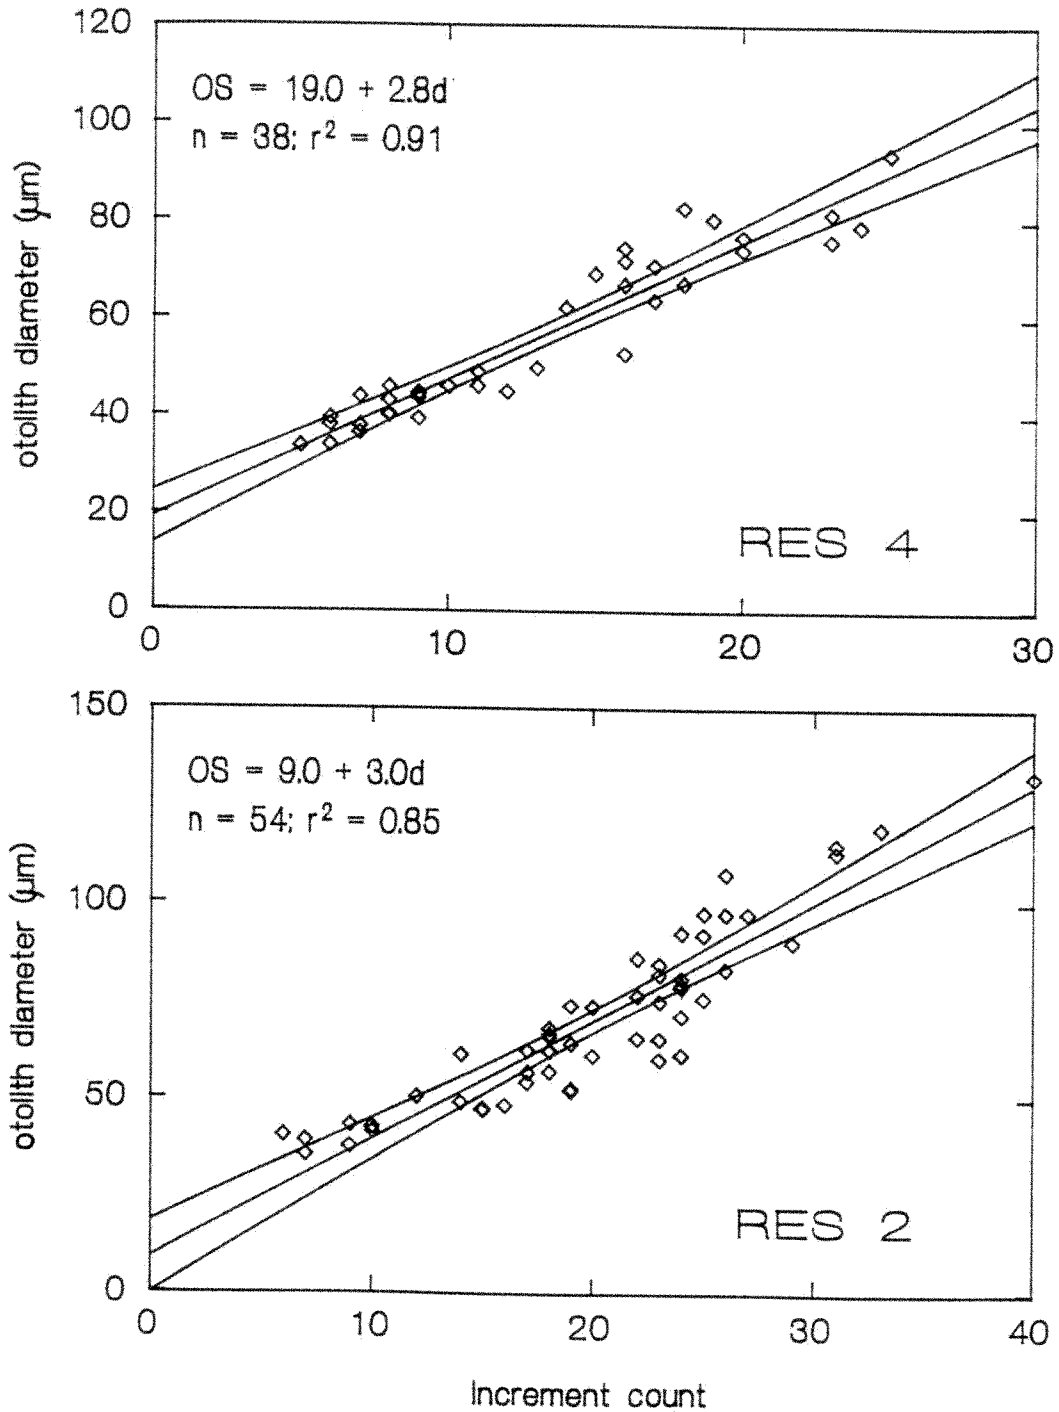 120
100
80
60
40
20
0
otolith diameter (µm)
OS = 19.0 + 2.8d
n = 38; r² = 0.91
RES 4
0 10 20 30
150
100
50
0
otolith diameter (µm)
OS = 9.0 + 3.0d
n = 54; r² = 0.85
RES 2
0 10 20 30 40
Increment count